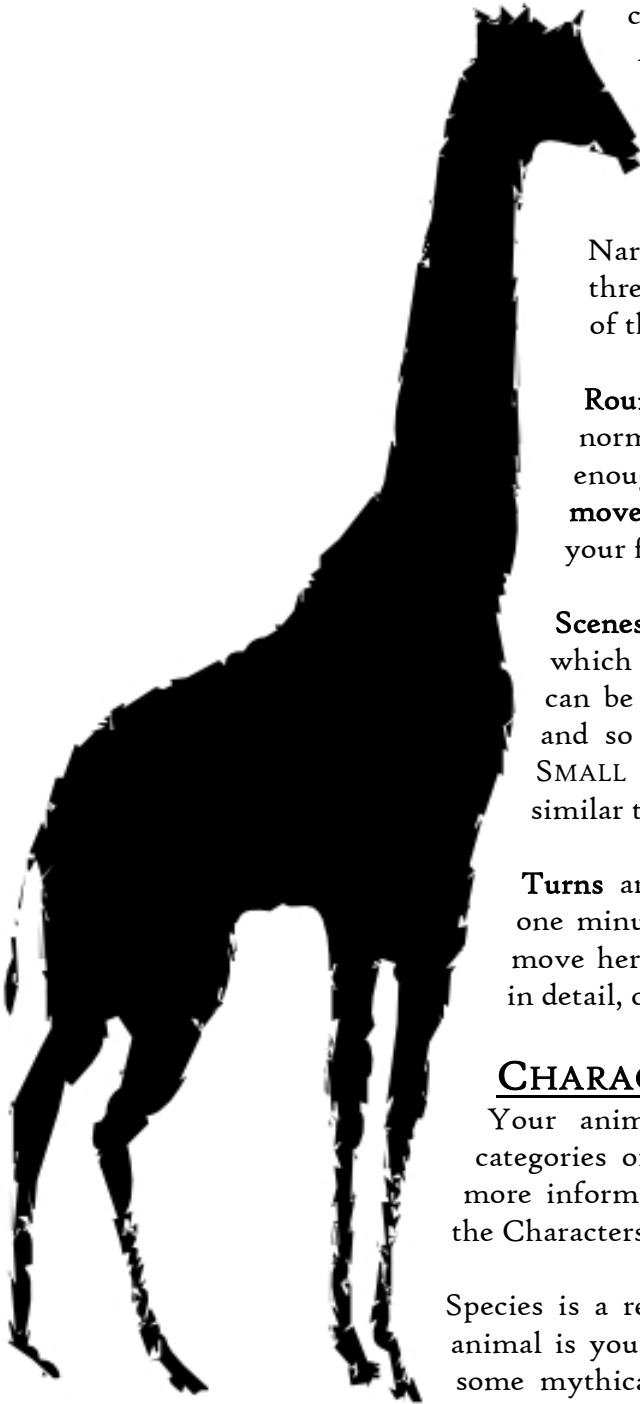 c
Nar
thre
of th
Rour
norm
enoug
move
your f
Scenes
which
can be
and so
SMALL
similar t
Turns ar
one minu
move her
in detail, o
CHARAC
Your anim
categories o
more inform
the Characters
Species is a re
animal is you
some mythica